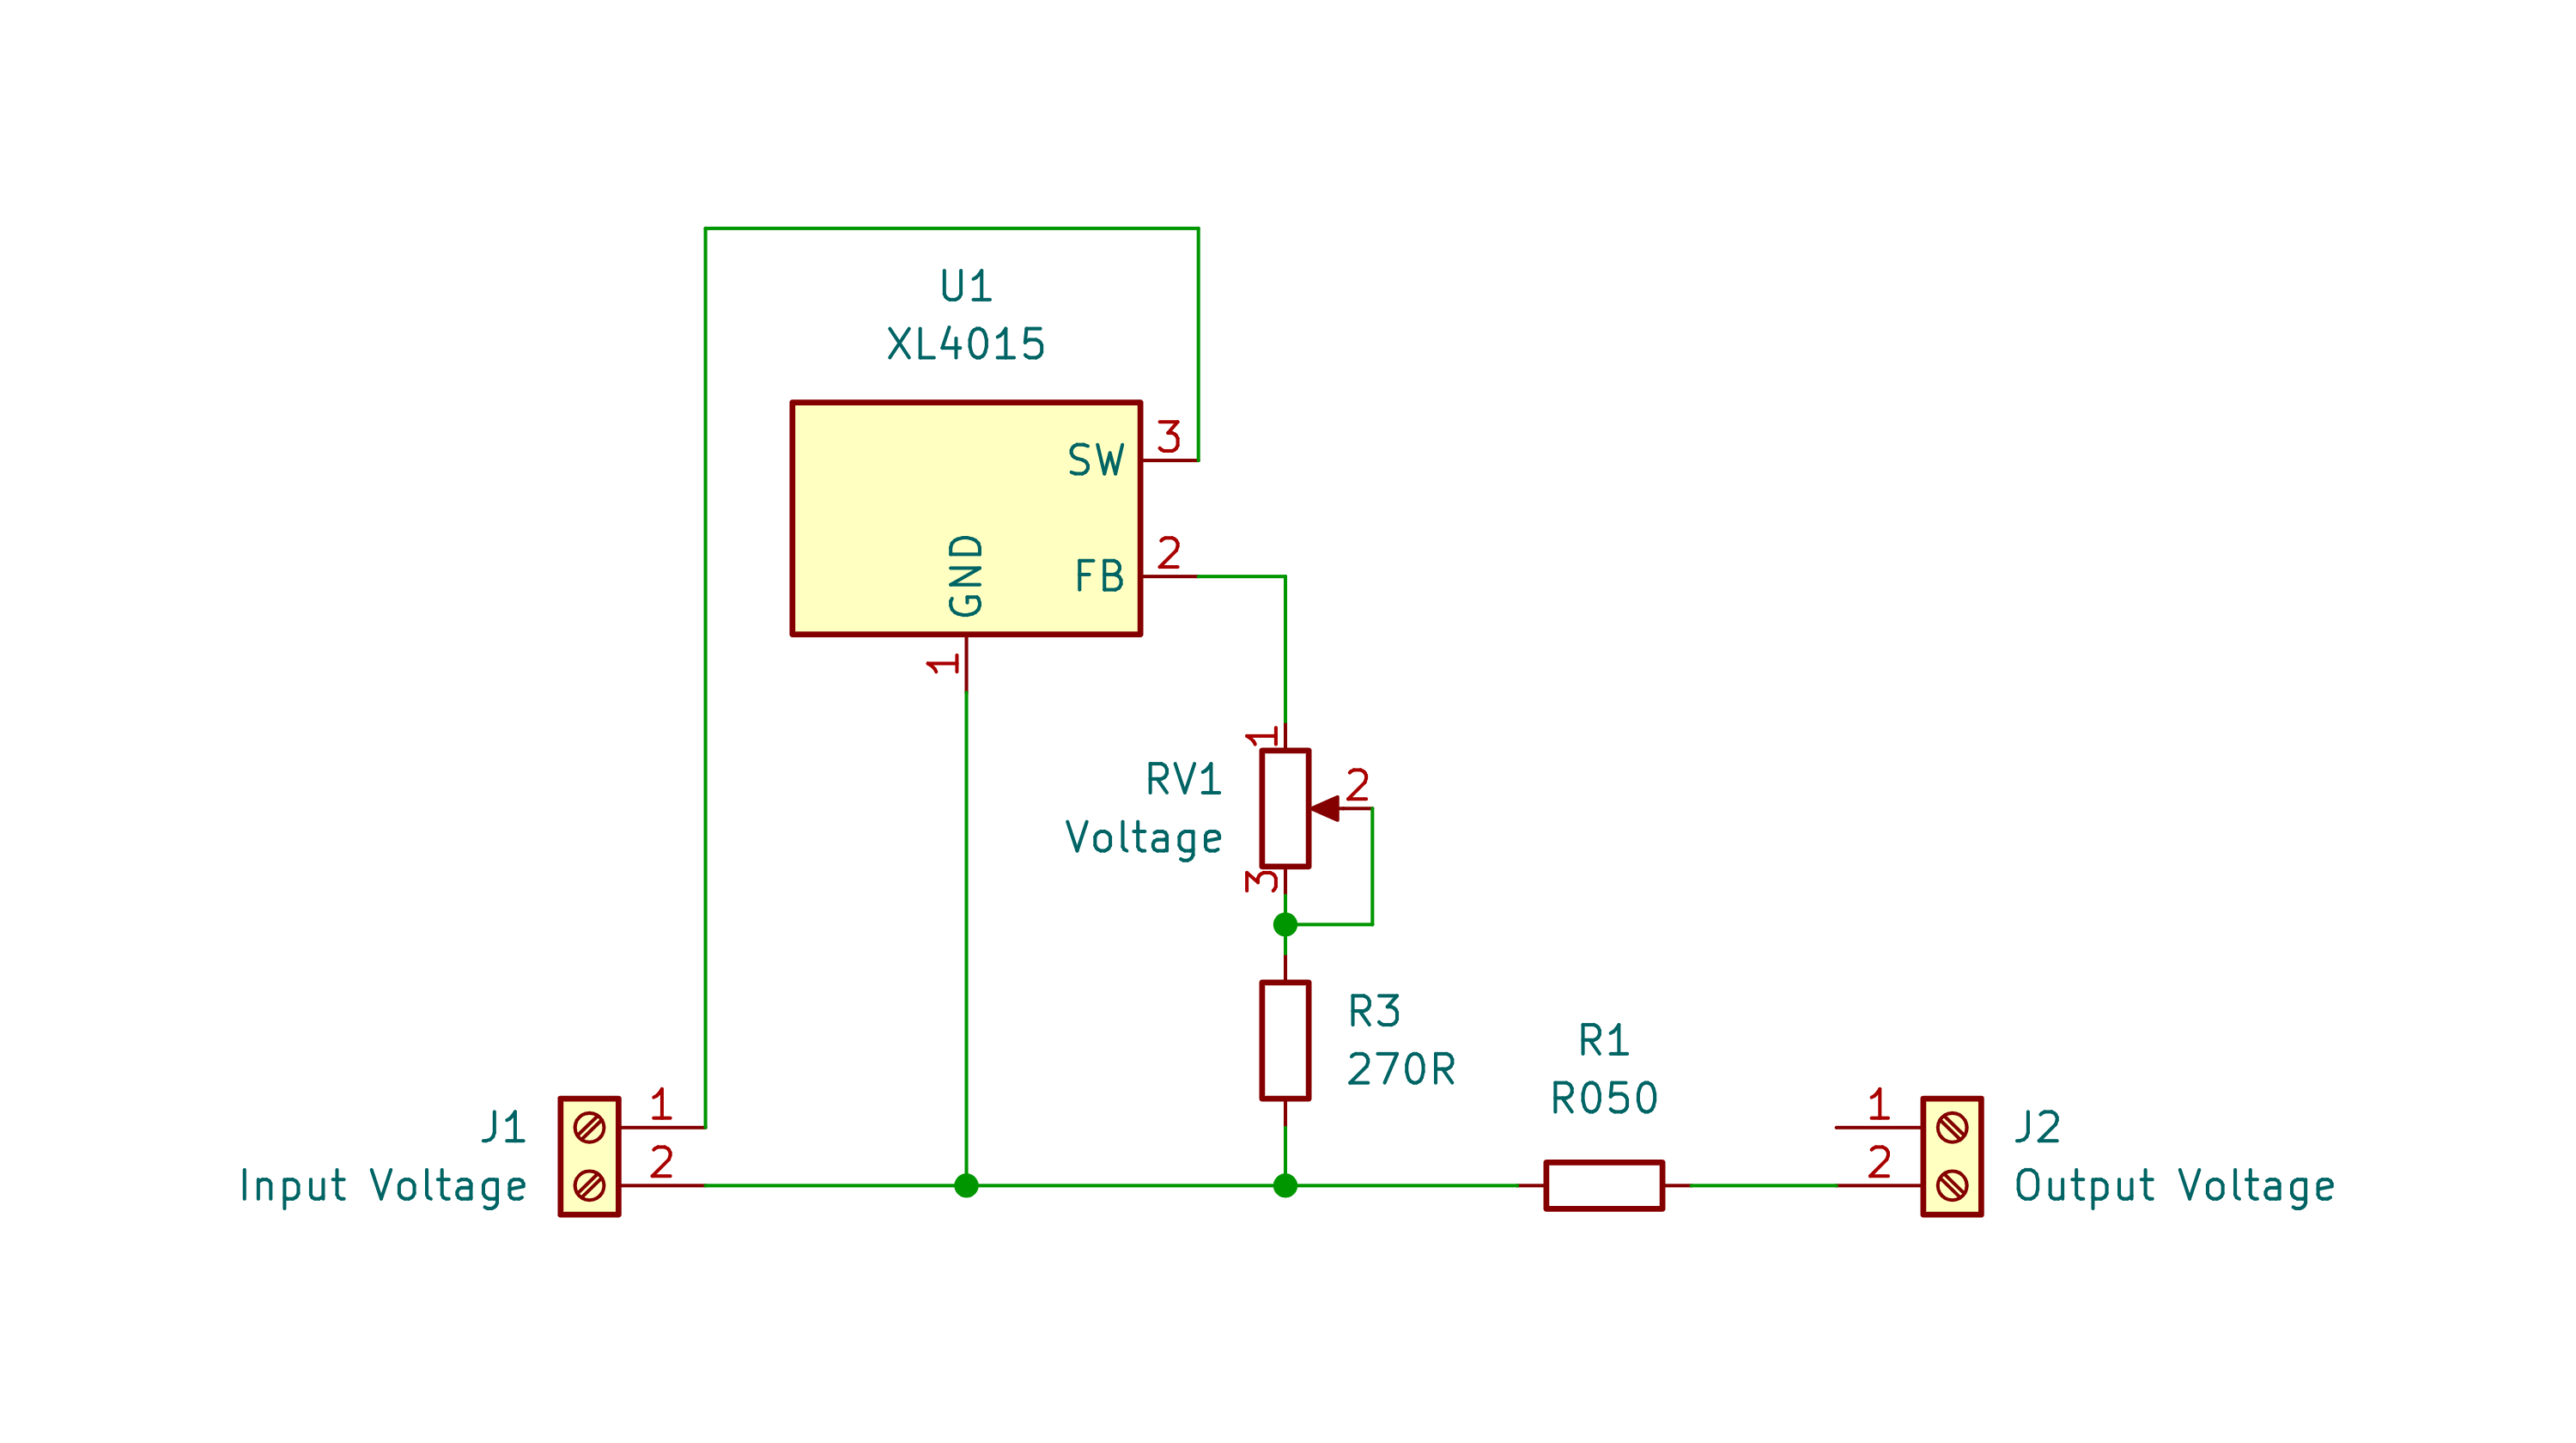 U1
XL4015
3
SW
2
FB
GND
1
1
RV1
2
Voltage
3
R3
270R
R1
R050
J1
1
2
Input Voltage
1
2
J2
Output Voltage